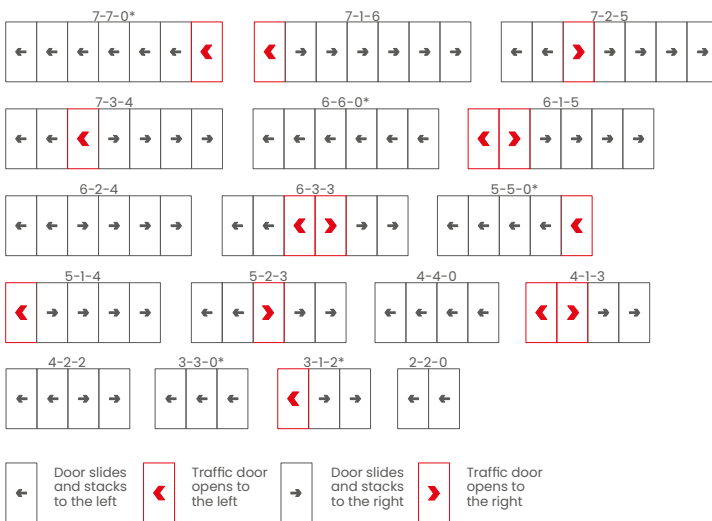 7-7-0*
7-1-6
7-2-5
7-3-4
6-6-0*
6-1-5
6-2-4
6-3-3
5-5-0*
5-1-4
5-2-3
4-4-0
4-1-3
4-2-2
3-3-0*
3-1-2*
2-2-0
Door slides
and stacks
to the left
Traffic door
opens to
the left
Door slides
and stacks
to the right
Traffic door
opens to
the right